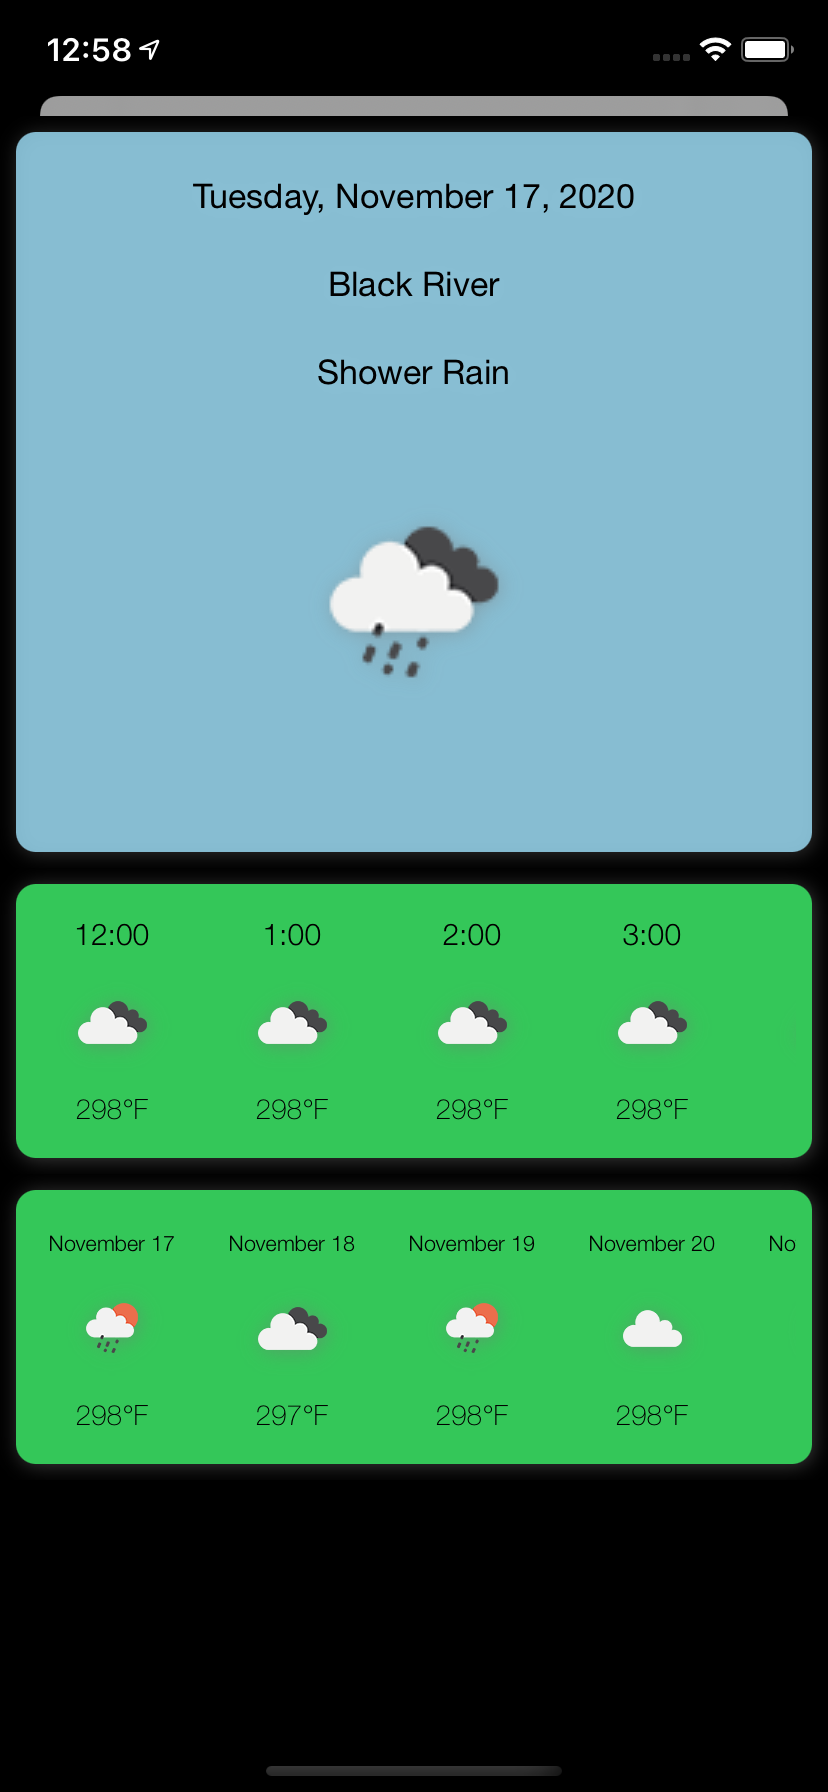 12:58
Tuesday, November 17, 2020
Black River
Shower Rain
12:00 1:00 2:00 3:00
298°F 298°F 298°F 298°F
November 17 November 18 November 19 November 20 No
298°F 297°F 298°F 298°F